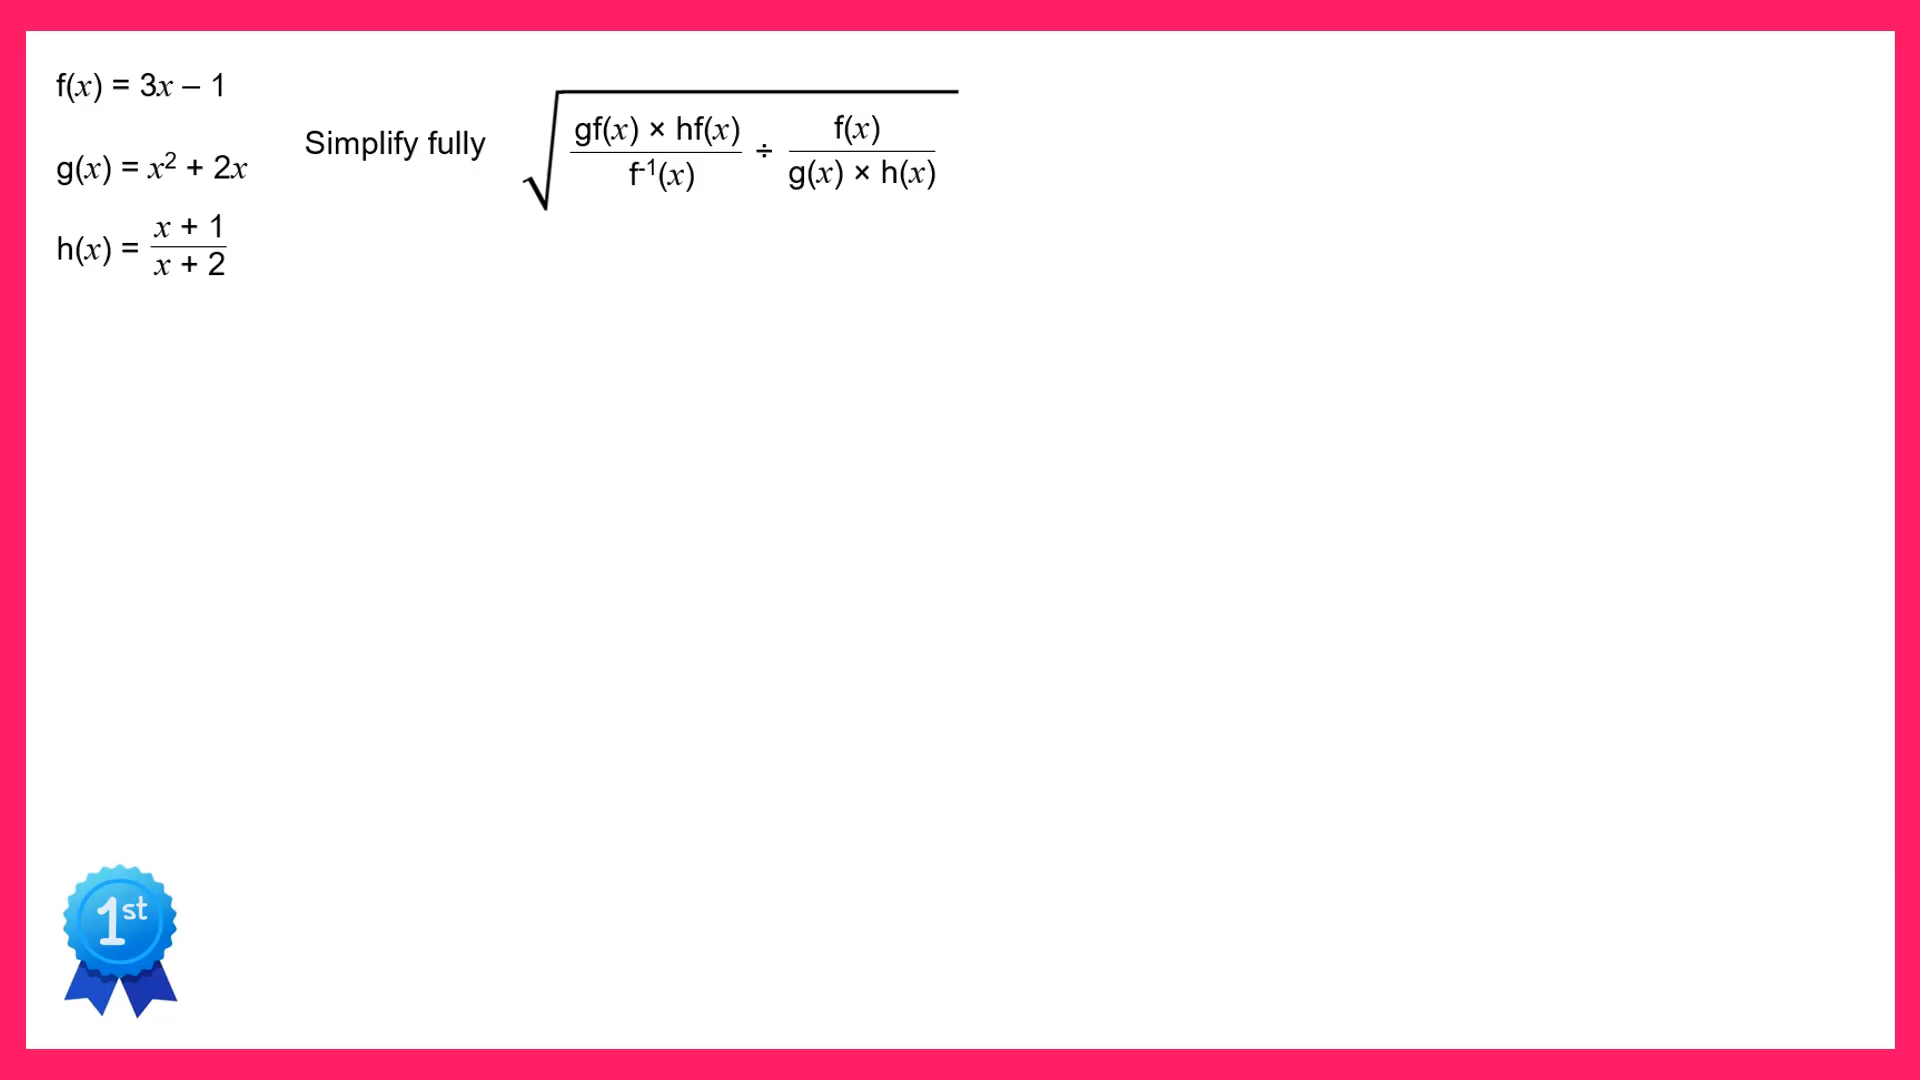 f(x) = 3x – 1
g(x) = x² + 2x
h(x) = x + 1 / x + 2
Simplify fully √( gf(x) × hf(x) / f⁻¹(x) ÷ f(x) / g(x) × h(x) )
1st